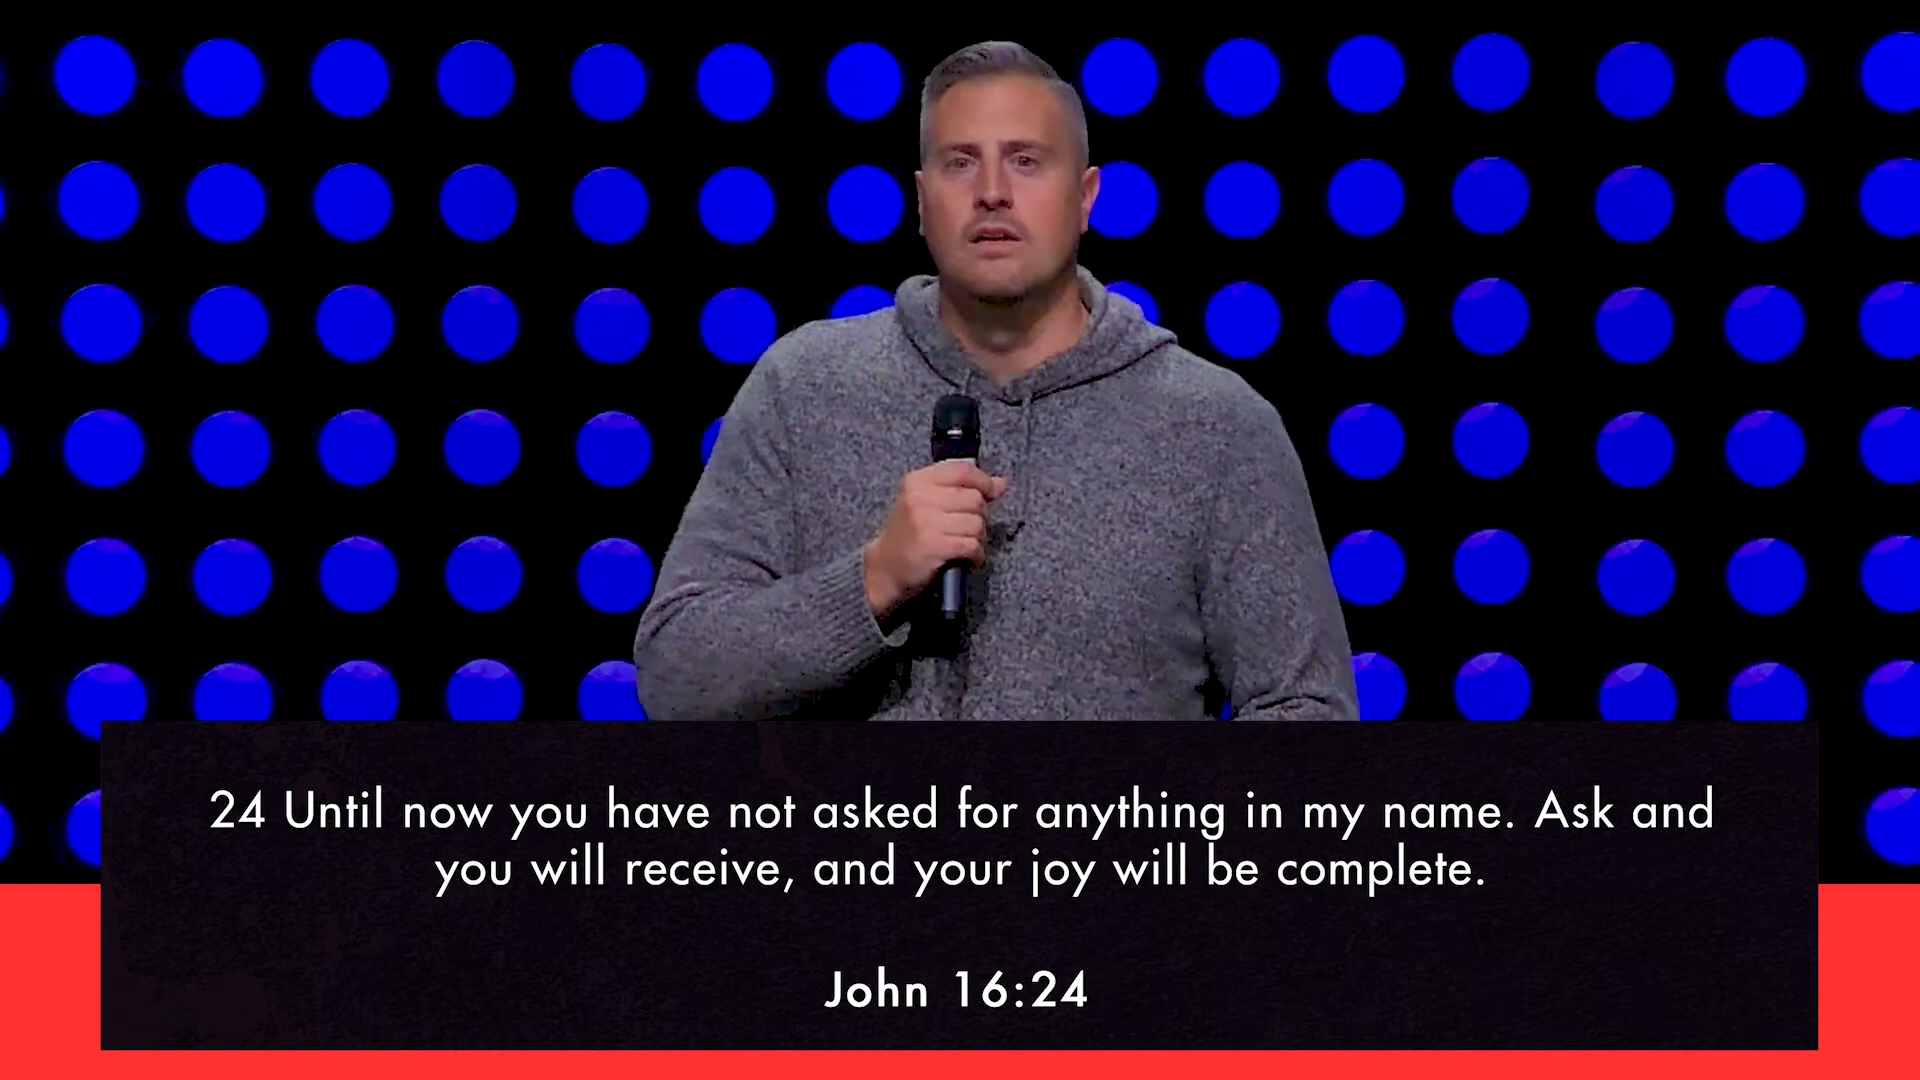 24 Until now you have not asked for anything in my name. Ask and
you will receive, and your joy will be complete.
John 16:24